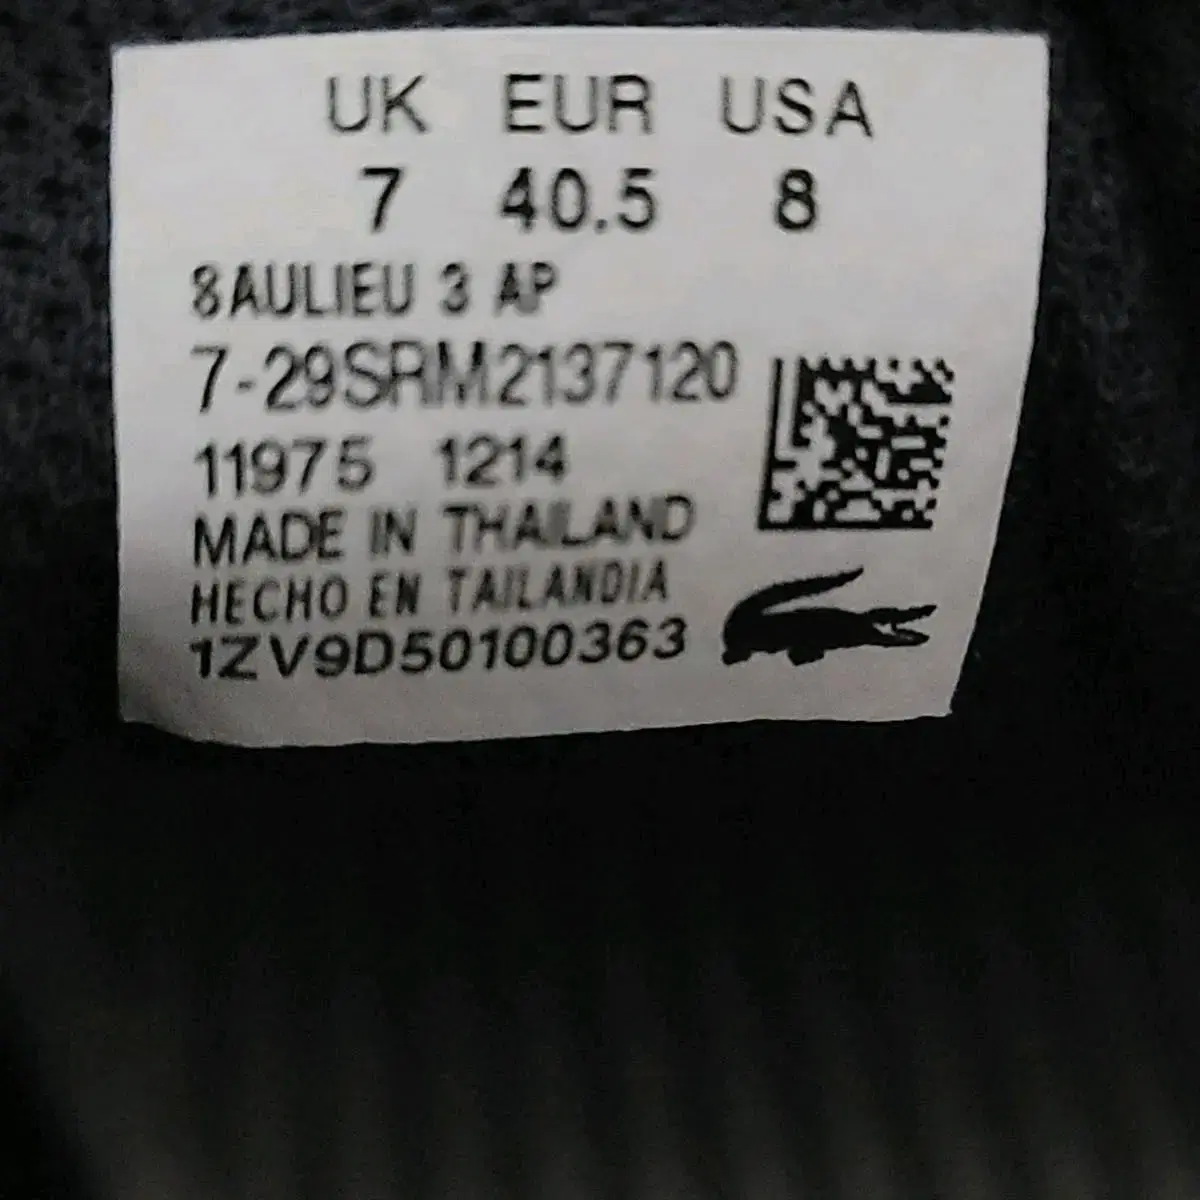 UK EUR USA
7 40.5 8
8AULIEU 3 AP
7-29SRM2137120
11975 1214
MADE IN THAILAND
HECHO EN TAILANDIA
1ZV9D50100363